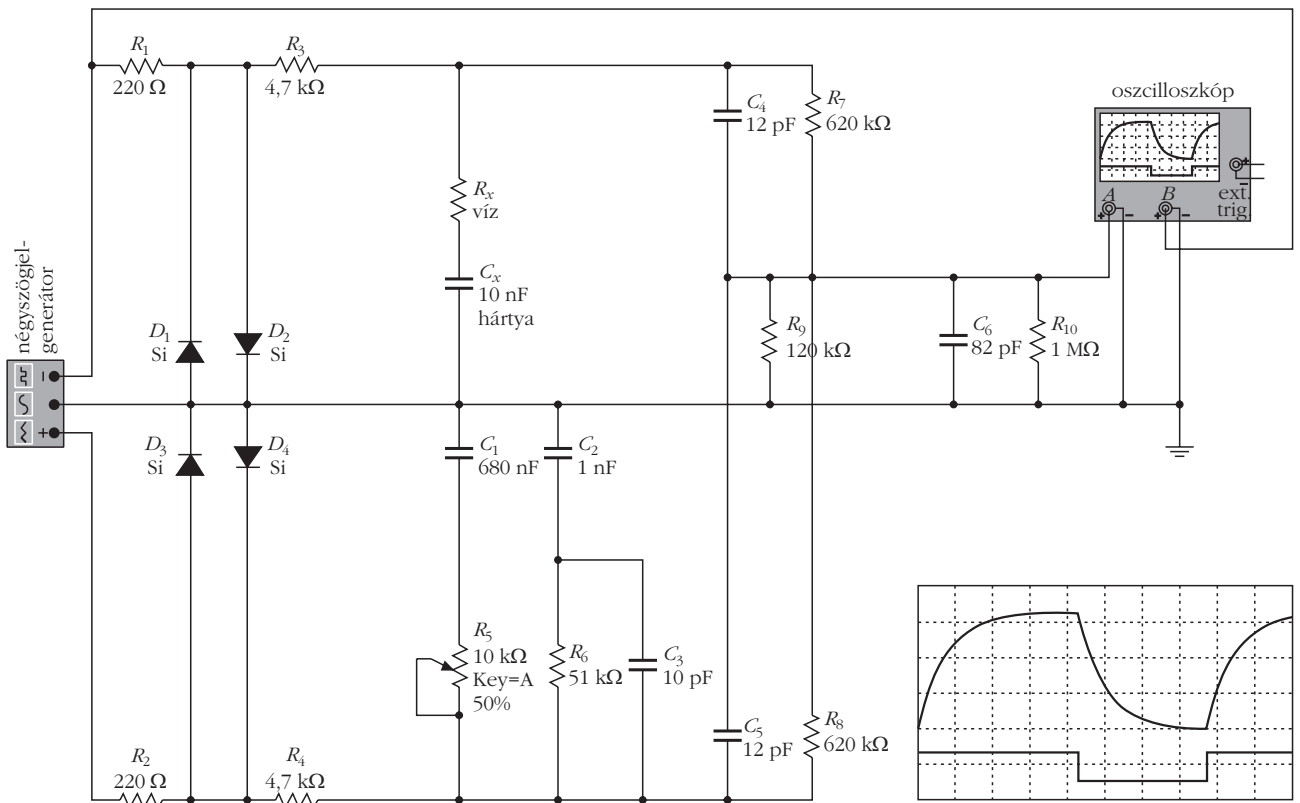 R1
220 Ω
R3
4,7 kΩ
C4
12 pF
R7
620 kΩ
oszcilloszkóp
A
B
+
−
+
−
+
−
ext.
trig.
Rx
víz
Cx
10 nF
hártya
négyszögjel-
generátor
−
+
D1
Si
D2
Si
R9
120 kΩ
C6
82 pF
R10
1 MΩ
D3
Si
D4
Si
C1
680 nF
C2
1 nF
R5
10 kΩ
Key=A
50%
R6
51 kΩ
C3
10 pF
C5
12 pF
R8
620 kΩ
R2
220 Ω
R4
4,7 kΩ